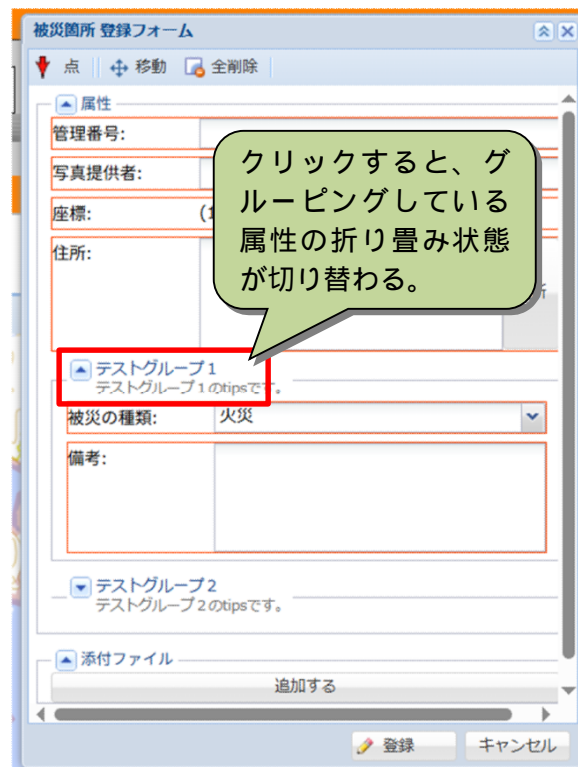 被災箇所 登録フォーム
点 移動 全削除
属性
管理番号:
写真提供者:
座標: (1
住所:
クリックすると、グ
ルーピングしている
属性の折り畳み状態
が切り替わる。
テストグループ1
テストグループ1のtipsです。
被災の種類: 火災
備考:
テストグループ2
テストグループ2のtipsです。
添付ファイル
追加する
登録 キャンセル